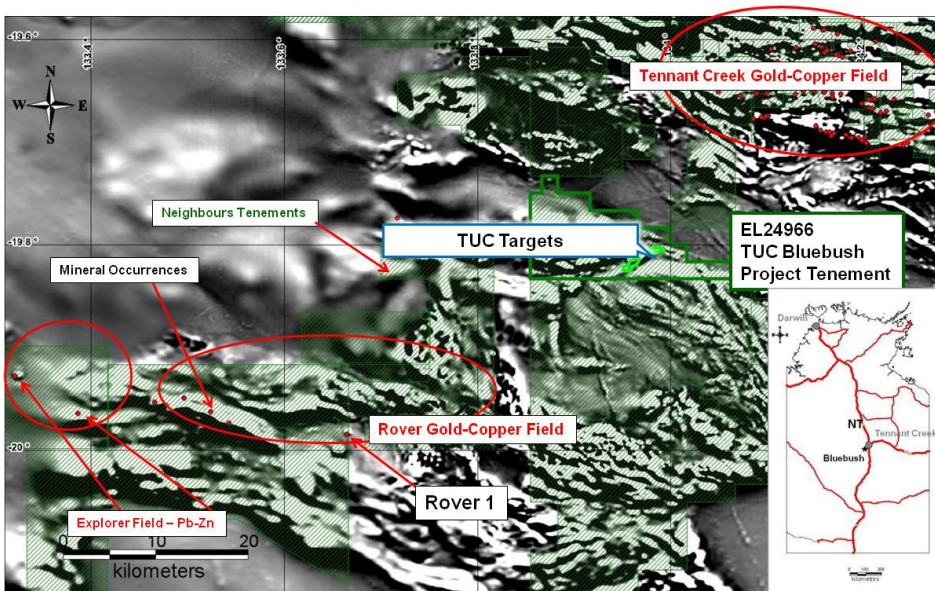 -19.6 °
133.4
133.6
133.8
134.2
N
W E
S
Tennant Creek Gold-Copper Field
Neighbours Tenements
-19.8 °
TUC Targets
EL24966
TUC Bluebush
Project Tenement
Mineral Occurrences
Darwin
NT
Tennant Creek
Bluebush
kilometres
Rover Gold-Copper Field
-20 °
Rover 1
Explorer Field – Pb-Zn
0 10 20
kilometers